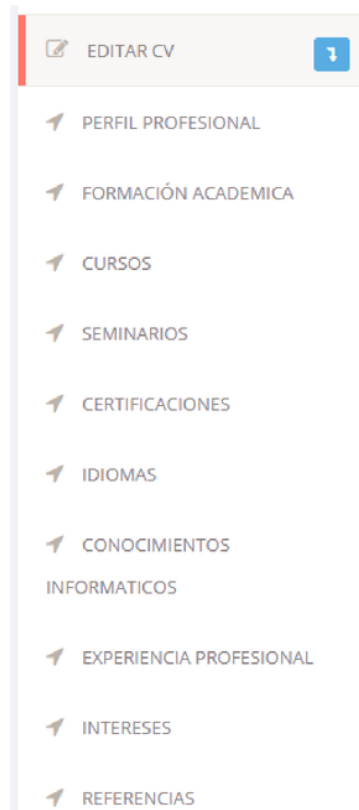 EDITAR CV
PERFIL PROFESIONAL
FORMACIÓN ACADEMICA
CURSOS
SEMINARIOS
CERTIFICACIONES
IDIOMAS
CONOCIMIENTOS
INFORMATICOS
EXPERIENCIA PROFESIONAL
INTERESES
REFERENCIAS